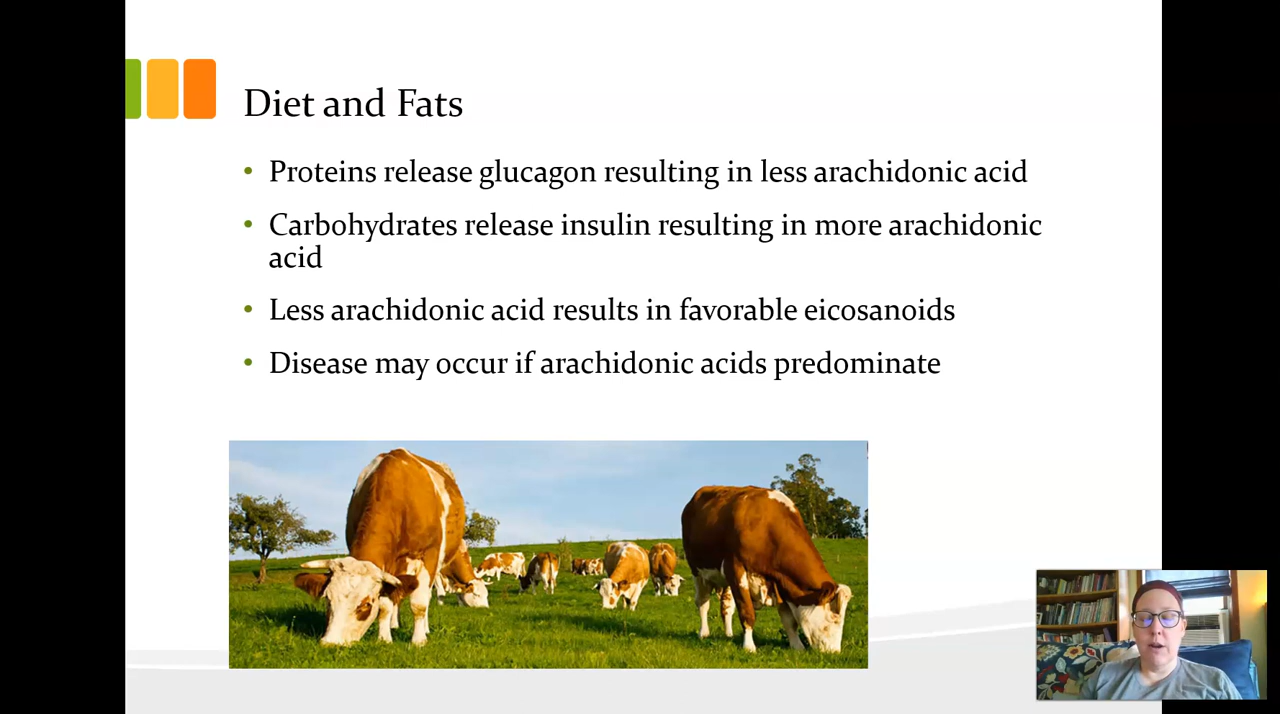 Diet and Fats
• Proteins release glucagon resulting in less arachidonic acid
• Carbohydrates release insulin resulting in more arachidonic
acid
• Less arachidonic acid results in favorable eicosanoids
• Disease may occur if arachidonic acids predominate